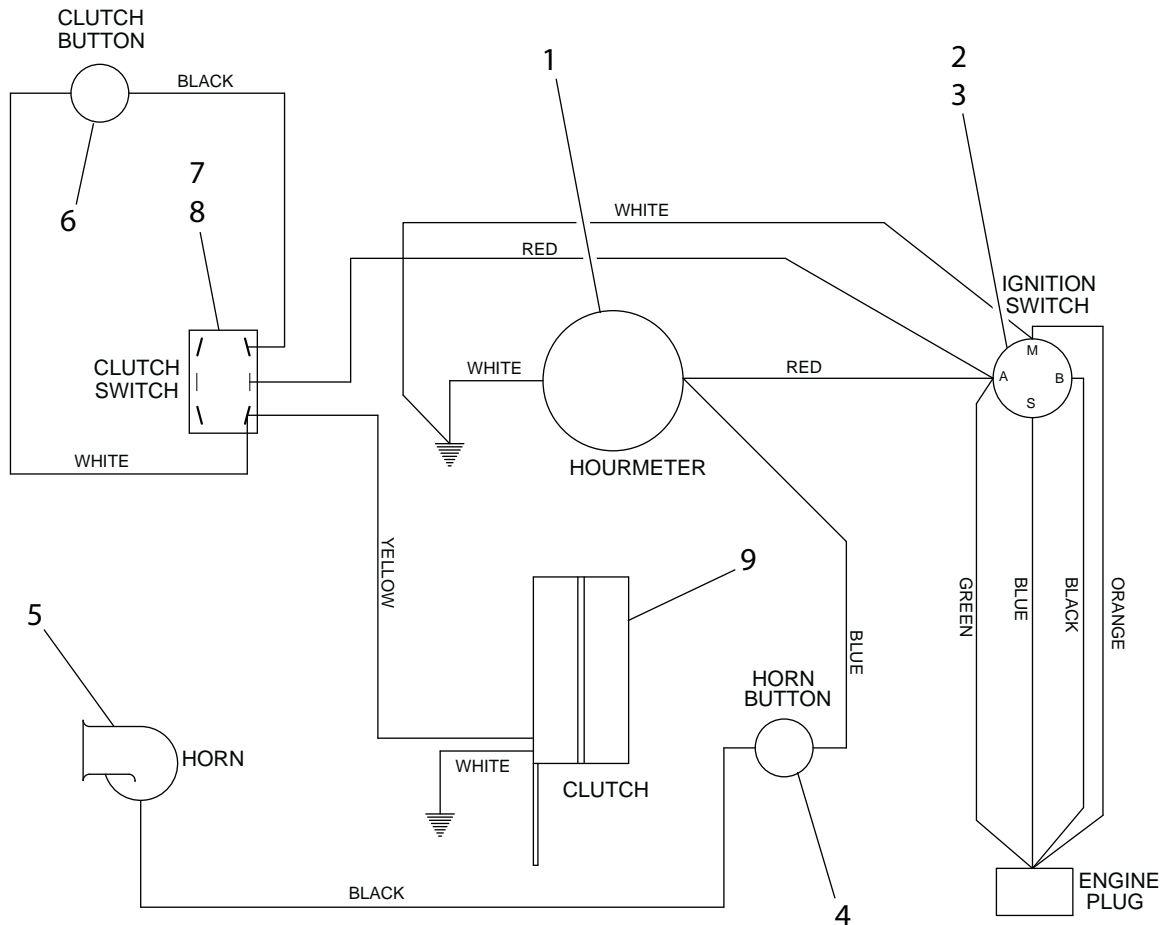 CLUTCH
BUTTON
BLACK
1
2
3
7
8
6
WHITE
RED
IGNITION
SWITCH
M
A
B
S
CLUTCH
SWITCH
WHITE
RED
HOURMETER
WHITE
YELLOW
9
GREEN
BLUE
BLACK
ORANGE
5
BLUE
HORN
BUTTON
HORN
WHITE
CLUTCH
BLACK
4
ENGINE
PLUG